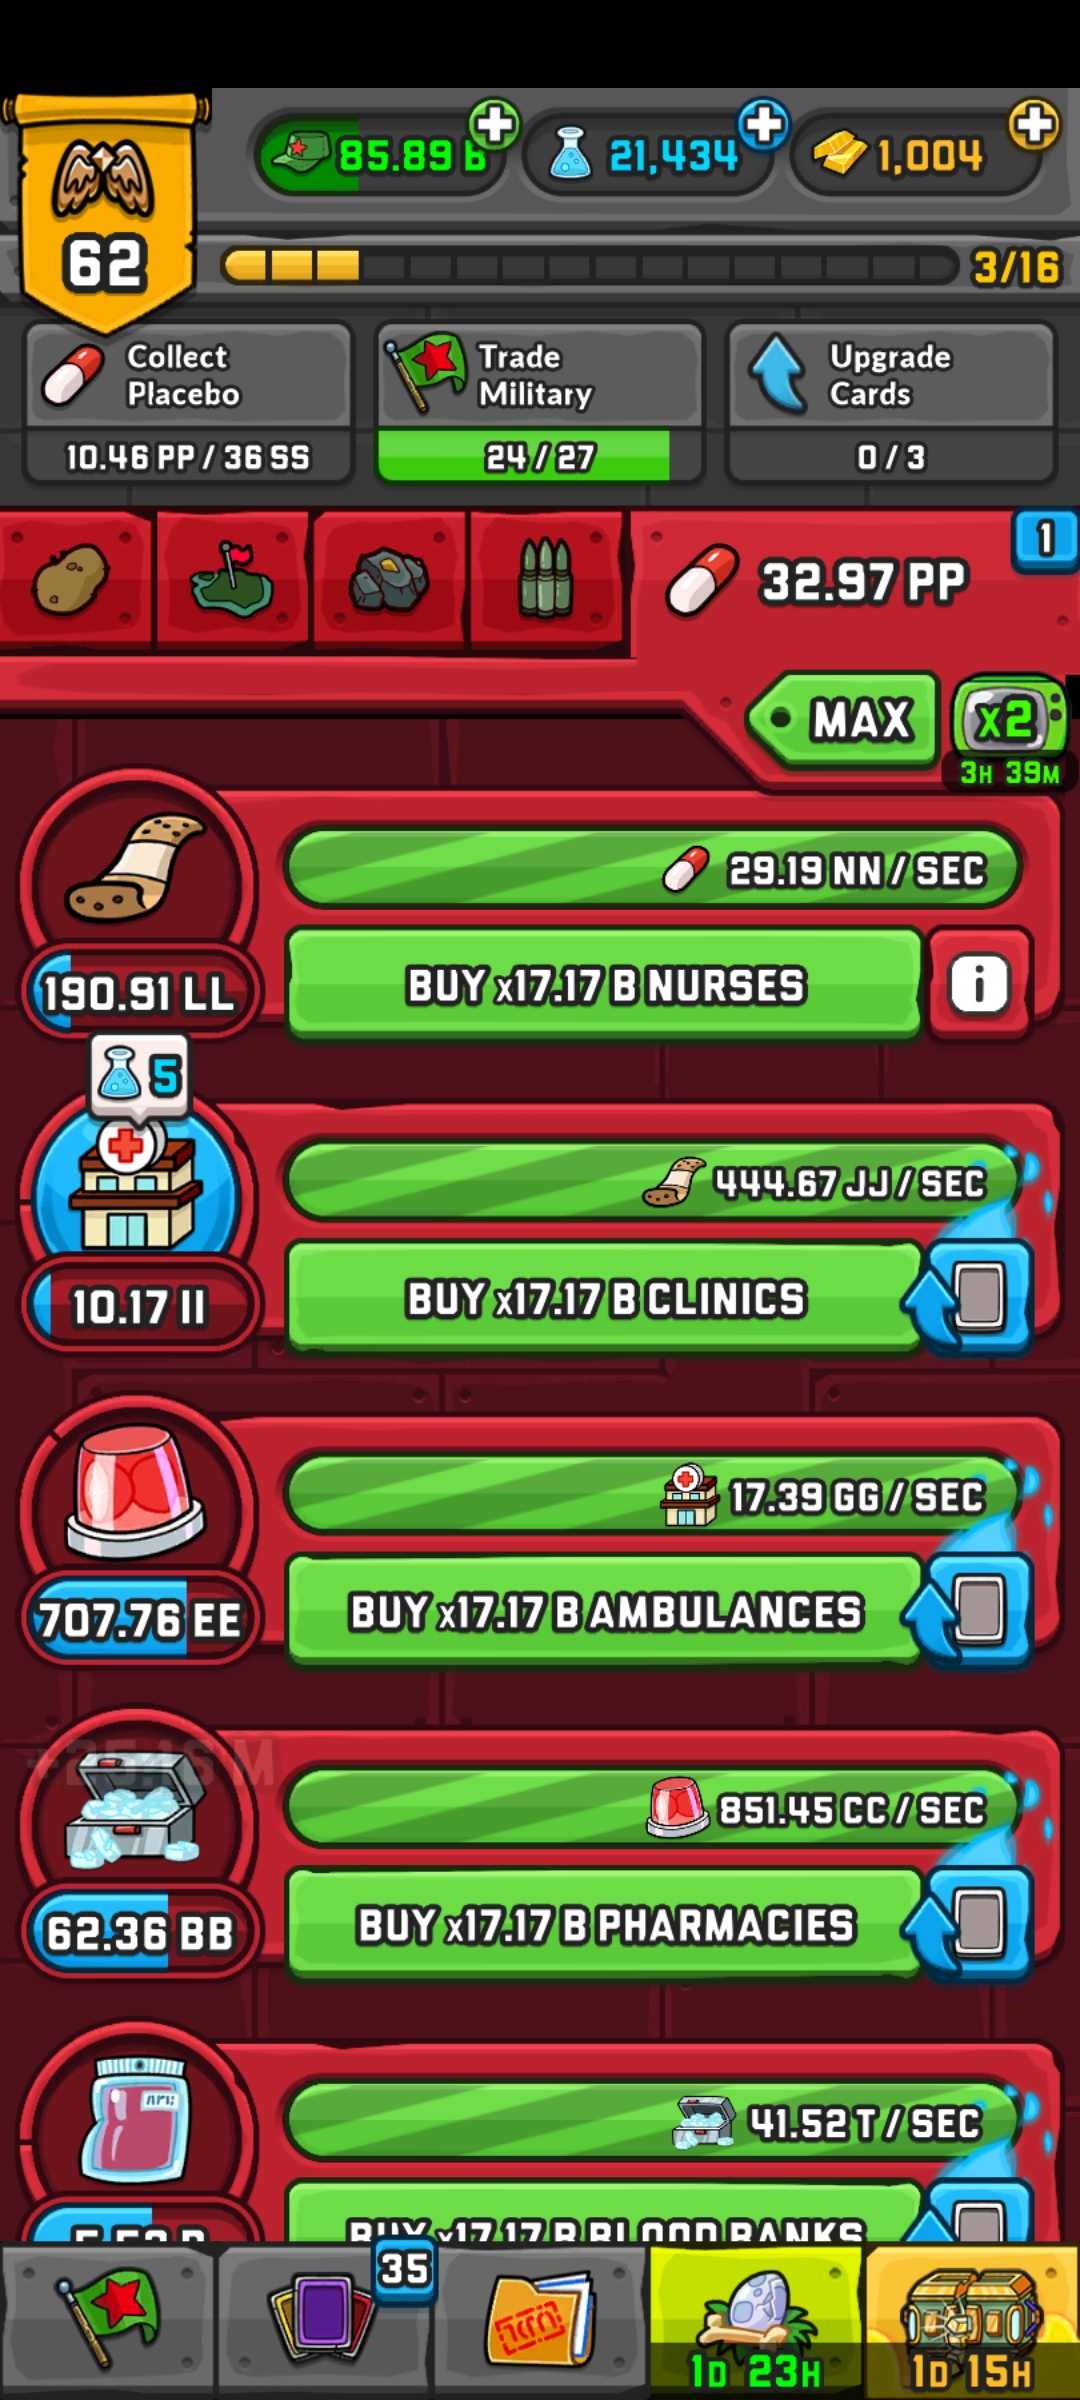 85.89 B
21,434
1,004
62
3/16
Collect
Placebo
10.46 PP / 36 SS
Trade
Military
24 / 27
Upgrade
Cards
0 / 3
32.97 PP
1
MAX
x2
3H 39M
29.19 NN / SEC
190.91 LL
BUY x17.17 B NURSES
i
5
444.67 JJ / SEC
10.17 II
BUY x17.17 B CLINICS
17.39 GG / SEC
707.76 EE
BUY x17.17 B AMBULANCES
851.45 CC / SEC
62.36 BB
BUY x17.17 B PHARMACIES
41.52 T / SEC
BUY x17.17 B BLOOD BANKS
35
1D 23H
1D 15H